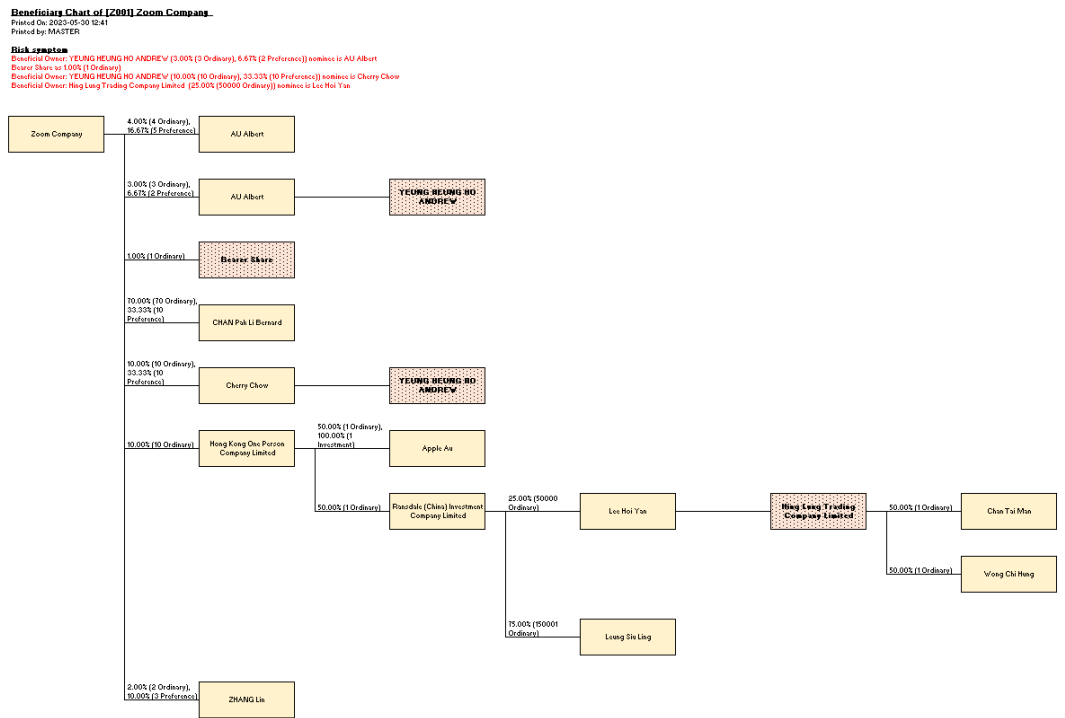 Beneficiary Chart of [Z001] Zoom Company
Printed On: 2023-05-30 12:41
Printed by: MASTER
Risk symptom
Beneficial Owner: YEUNG HEUNG HO ANDREW (3.00% (3 Ordinary), 6.67% (2 Preference)) nominee is AU Albert
Bearer Share as 1.00% (1 Ordinary)
Beneficial Owner: YEUNG HEUNG HO ANDREW (10.00% (10 Ordinary), 33.33% (10 Preference)) nominee is Cherry Chow
Beneficial Owner: Hing Lung Trading Company Limited (25.00% (50000 Ordinary)) nominee is Lee Hoi Yan
Zoom Company
4.00% (4 Ordinary),
16.67% (5 Preference)
AU Albert
3.00% (3 Ordinary),
6.67% (2 Preference)
AU Albert
YEUNG HEUNG HO
ANDREW
1.00% (1 Ordinary)
Bearer Share
70.00% (70 Ordinary),
33.33% (10
Preference)
CHAN Pak Li Bernard
10.00% (10 Ordinary),
33.33% (10
Preference)
Cherry Chow
YEUNG HEUNG HO
ANDREW
10.00% (10 Ordinary)
Hong Kong One Person
Company Limited
50.00% (1 Ordinary),
100.00% (1
Investment)
Apple Au
50.00% (1 Ordinary)
Ransdale (China) Investment
Company Limited
25.00% (50000
Ordinary)
Lee Hoi Yan
Hing Lung Trading
Company Limited
50.00% (1 Ordinary)
Chan Tai Man
50.00% (1 Ordinary)
Wong Chi Hung
75.00% (150001
Ordinary)
Leung Siu Ling
2.00% (2 Ordinary),
10.00% (3 Preference)
ZHANG Lin